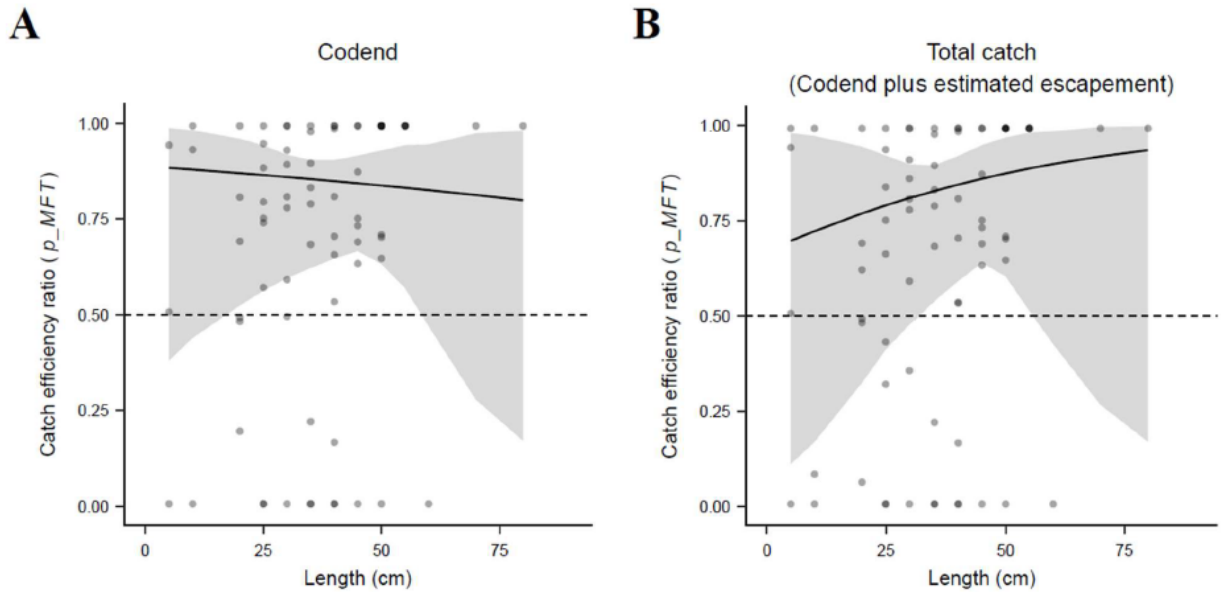 A
Codend
Catch efficiency ratio ( p_MFT)
1.00
0.75
0.50
0.25
0.00
0
25
50
75
Length (cm)
B
Total catch
(Codend plus estimated escapement)
Catch efficiency ratio ( p_MFT)
1.00
0.75
0.50
0.25
0.00
0
25
50
75
Length (cm)